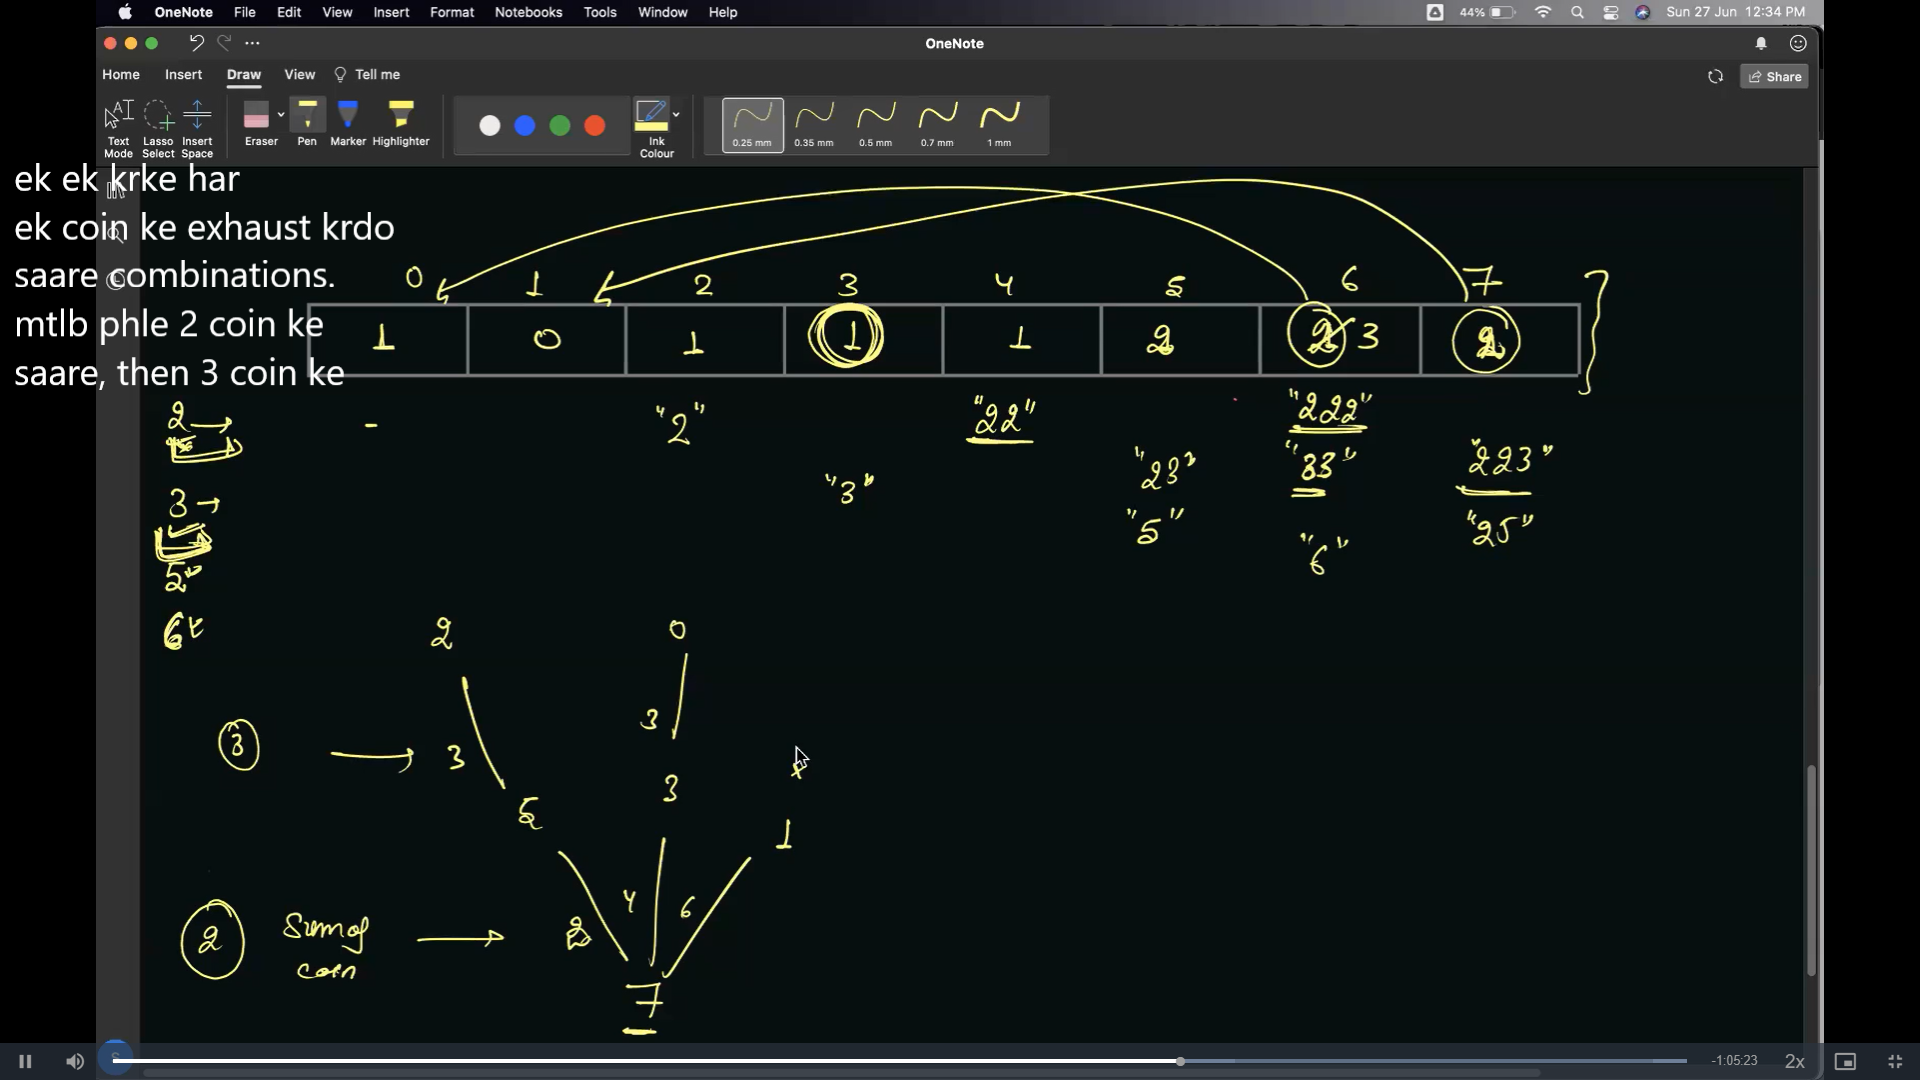 OneNote File Edit View Insert Format Notebooks Tools Window Help 44% Sun 27 Jun 12:34 PM
OneNote
Home Insert Draw View Tell me Share
Text Mode Lasso Select Insert Space Eraser Pen Marker Highlighter Ink Colour 0.25 mm 0.35 mm 0.5 mm 0.7 mm 1 mm
ek ek krke har
ek coin ke exhaust krdo
saare combinations.
mtlb phle 2 coin ke
saare, then 3 coin ke
0 1 2 3 4 5 6 7
1 0 1 1 1 2 2 3 2
2 → - "2" "22" "222"
"23" "33" "223"
3 → "3"
"5" "25"
5
"6"
6
2 0
3
3 → 3 3
5 1
4 6
2 Sum of coin → 2
7
-1:05:23 2x